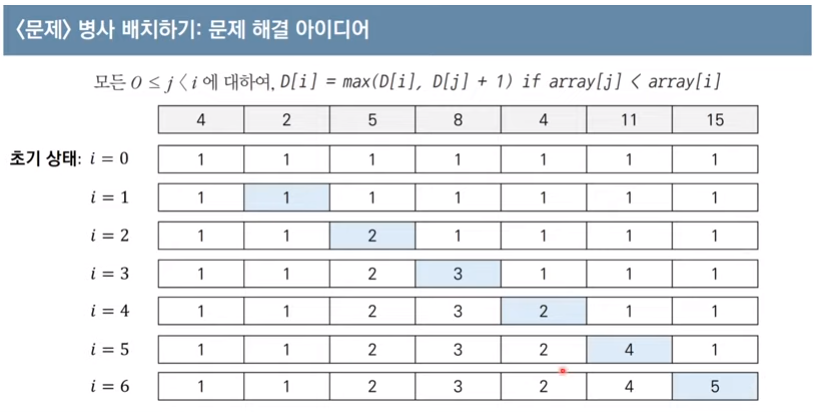 <문제> 병사 배치하기: 문제 해결 아이디어
모든 0 ≤ j < i 에 대하여, D[i] = max(D[i], D[j] + 1) if array[j] < array[i]
4 2 5 8 4 11 15
초기 상태: i = 0 1 1 1 1 1 1 1
i = 1 1 1 1 1 1 1 1
i = 2 1 1 2 1 1 1 1
i = 3 1 1 2 3 1 1 1
i = 4 1 1 2 3 2 1 1
i = 5 1 1 2 3 2 4 1
i = 6 1 1 2 3 2 4 5